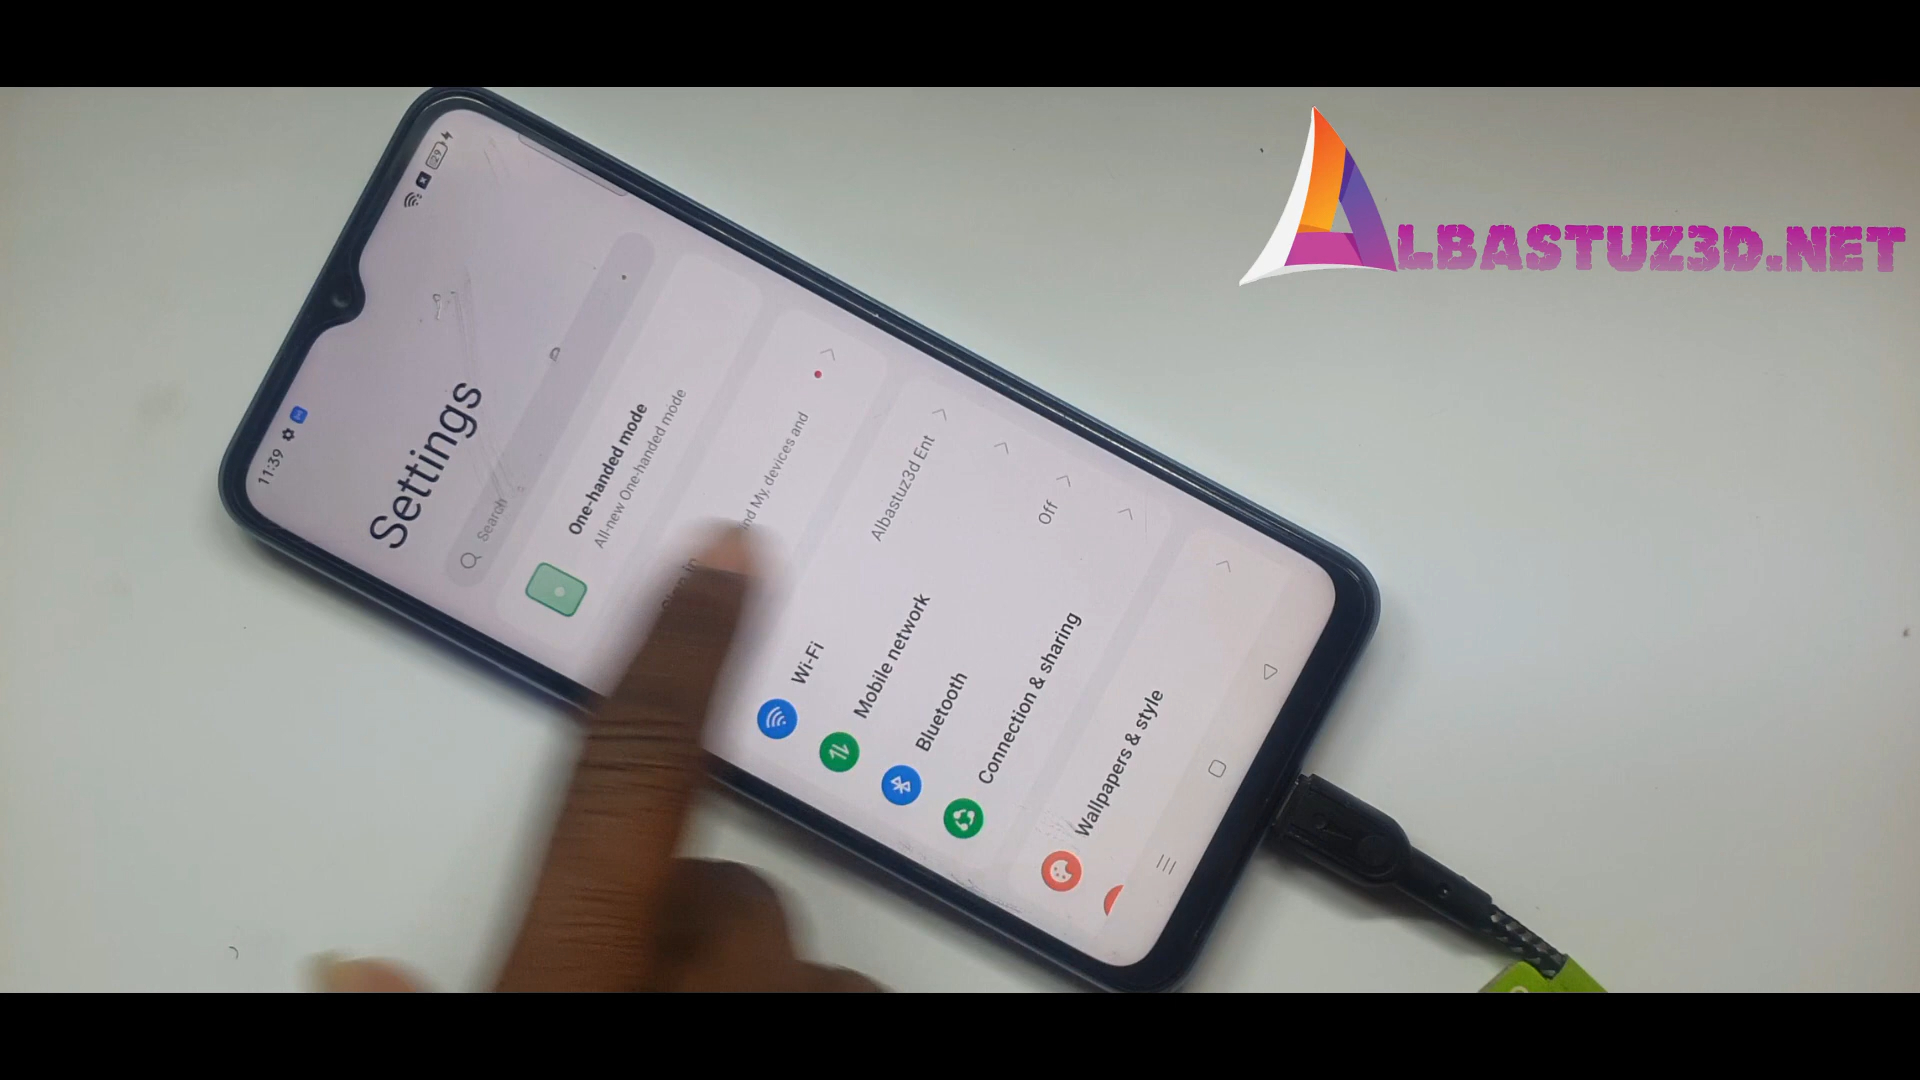 ALBASTUZ3D.NET
11:39
29
Settings
Search
One-handed mode
All-new One-handed mode
My, devices and
Wi-Fi
Albastuz3d Ent
Mobile network
Bluetooth
Off
Connection & sharing
Wallpapers & style